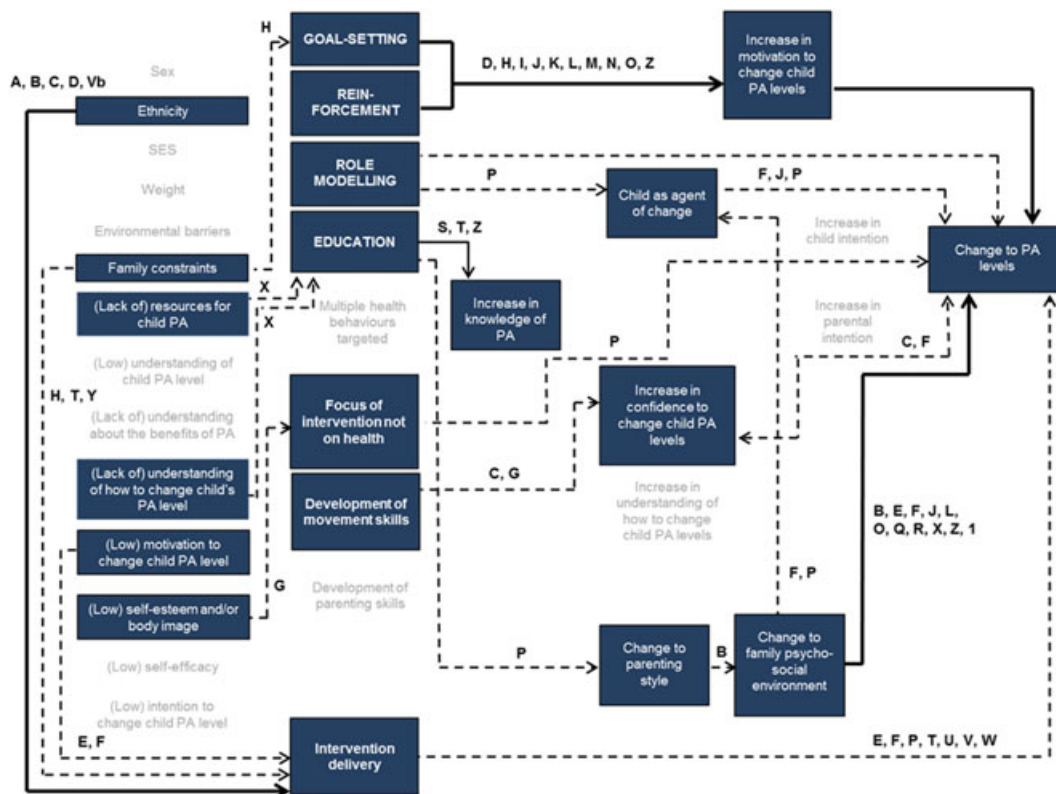 H
GOAL-SETTING
Increase in
motivation to
change child
PA levels
D, H, I, J, K, L, M, N, O, Z
A, B, C, D, Vb
Sex
Ethnicity
REIN-
FORCEMENT
SES
Weight
ROLE
MODELLING
P
Child as agent
of change
F, J, P
Environmental barriers
EDUCATION
S, T, Z
Increase in
child intention
Change to PA
levels
Family constraints
X
(Lack of) resources for
child PA
X
Multiple health
behaviours
targeted
Increase in
knowledge of
PA
Increase in
parental
intention
P
C, F
(Low) understanding of
child PA level
H, T, Y
(Lack of) understanding
about the benefits of PA
Focus of
intervention not
on health
Increase in
confidence to
change child PA
levels
(Lack of) understanding
of how to change child's
PA level
C, G
Development of
movement skills
Increase in
understanding of
how to change
child PA levels
B, E, F, J, L,
O, Q, R, X, Z, 1
(Low) motivation to
change child PA level
G
Development of
parenting skills
F, P
(Low) self-esteem and/or
body image
P
Change to
parenting
style
B
Change to
family psycho-
social
environment
(Low) self-efficacy
(Low) intention to
change child PA level
E, F
Intervention
delivery
E, F, P, T, U, V, W